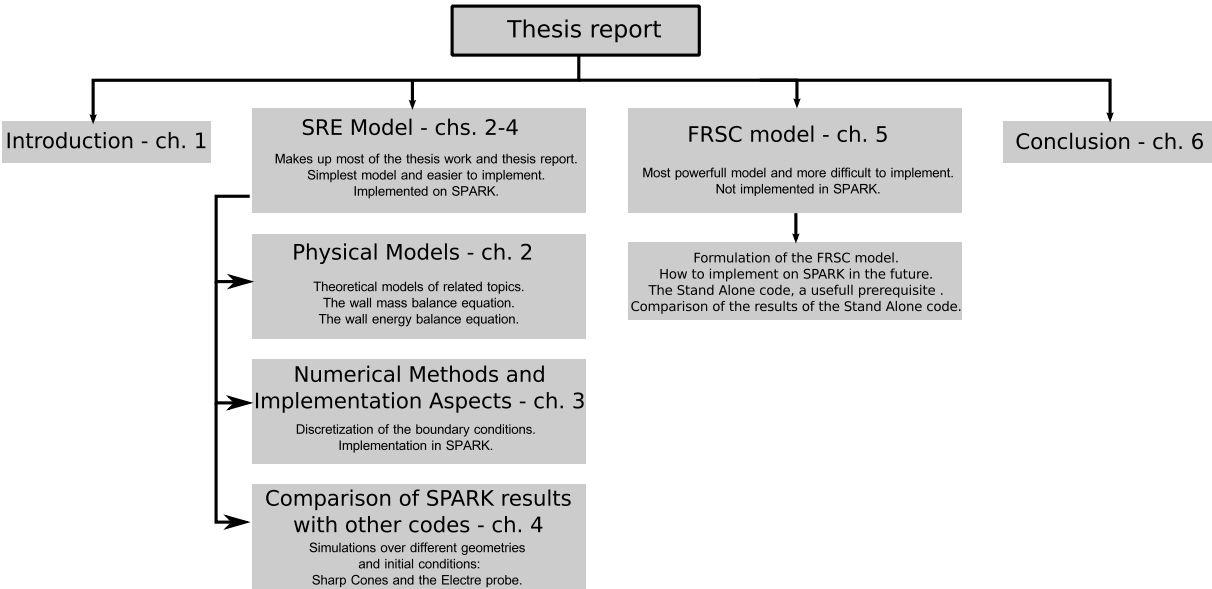 Thesis report
Introduction - ch. 1
SRE Model - chs. 2-4
Makes up most of the thesis work and thesis report.
Simplest model and easier to implement.
Implemented on SPARK.
FRSC model - ch. 5
Most powerfull model and more difficult to implement.
Not implemented in SPARK.
Conclusion - ch. 6
Physical Models - ch. 2
Theoretical models of related topics.
The wall mass balance equation.
The wall energy balance equation.
Formulation of the FRSC model.
How to implement on SPARK in the future.
The Stand Alone code, a usefull prerequisite .
Comparison of the results of the Stand Alone code.
Numerical Methods and
Implementation Aspects - ch. 3
Discretization of the boundary conditions.
Implementation in SPARK.
Comparison of SPARK results
with other codes - ch. 4
Simulations over different geometries
and initial conditions:
Sharp Cones and the Electre probe.